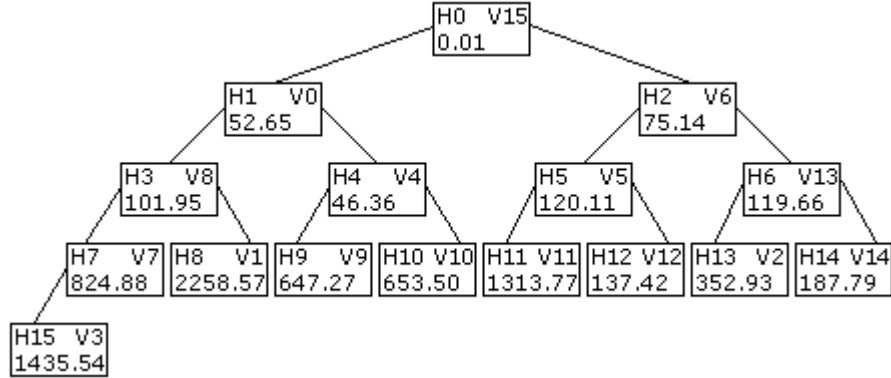 H0 V15
0.01
H1 V0
52.65
H2 V6
75.14
H3 V8
101.95
H4 V4
46.36
H5 V5
120.11
H6 V13
119.66
H7 V7
824.88
H8 V1
2258.57
H9 V9
647.27
H10 V10
653.50
H11 V11
1313.77
H12 V12
137.42
H13 V2
352.93
H14 V14
187.79
H15 V3
1435.54